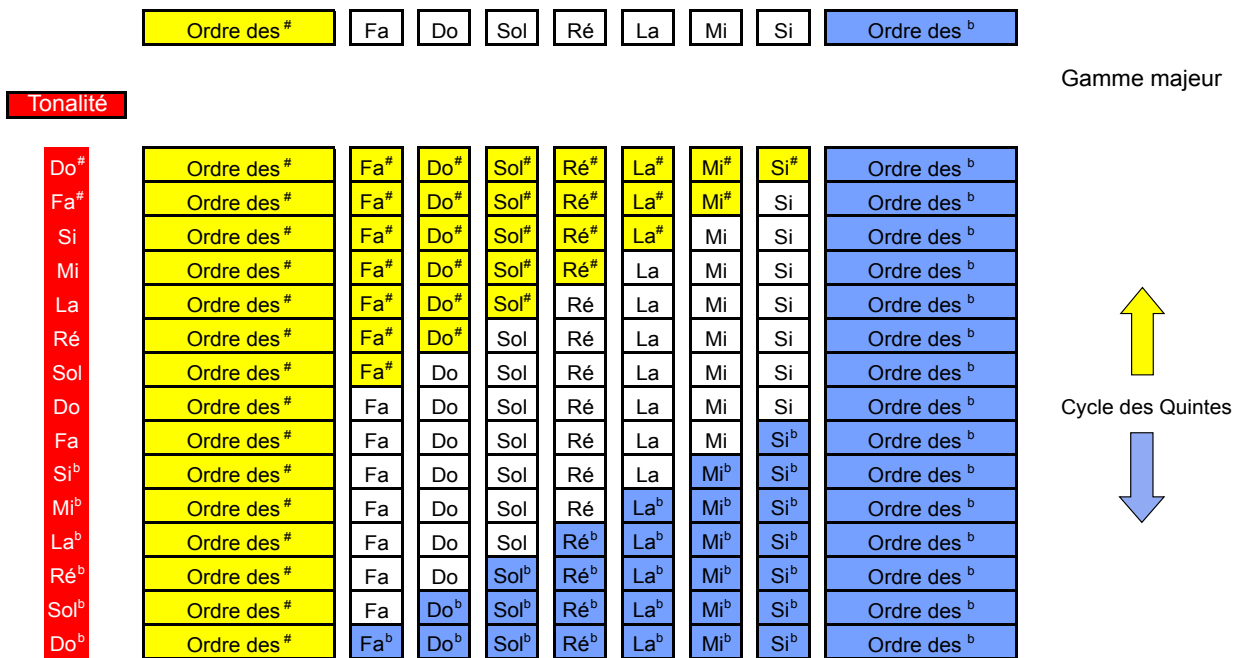 Ordre des # Fa Do Sol Ré La Mi Si Ordre des b
Gamme majeur
Tonalité
Do# Ordre des # Fa# Do# Sol# Ré# La# Mi# Si# Ordre des b
Fa# Ordre des # Fa# Do# Sol# Ré# La# Mi# Si Ordre des b
Si Ordre des # Fa# Do# Sol# Ré# La# Mi Si Ordre des b
Mi Ordre des # Fa# Do# Sol# Ré# La Mi Si Ordre des b
La Ordre des # Fa# Do# Sol# Ré La Mi Si Ordre des b
Ré Ordre des # Fa# Do# Sol Ré La Mi Si Ordre des b
Sol Ordre des # Fa# Do Sol Ré La Mi Si Ordre des b
Do Ordre des # Fa Do Sol Ré La Mi Si Ordre des b Cycle des Quintes
Fa Ordre des # Fa Do Sol Ré La Mi Sib Ordre des b
Sib Ordre des # Fa Do Sol Ré La Mib Sib Ordre des b
Mib Ordre des # Fa Do Sol Ré Lab Mib Sib Ordre des b
Lab Ordre des # Fa Do Sol Réb Lab Mib Sib Ordre des b
Réb Ordre des # Fa Do Solb Réb Lab Mib Sib Ordre des b
Solb Ordre des # Fa Dob Solb Réb Lab Mib Sib Ordre des b
Dob Ordre des # Fab Dob Solb Réb Lab Mib Sib Ordre des b